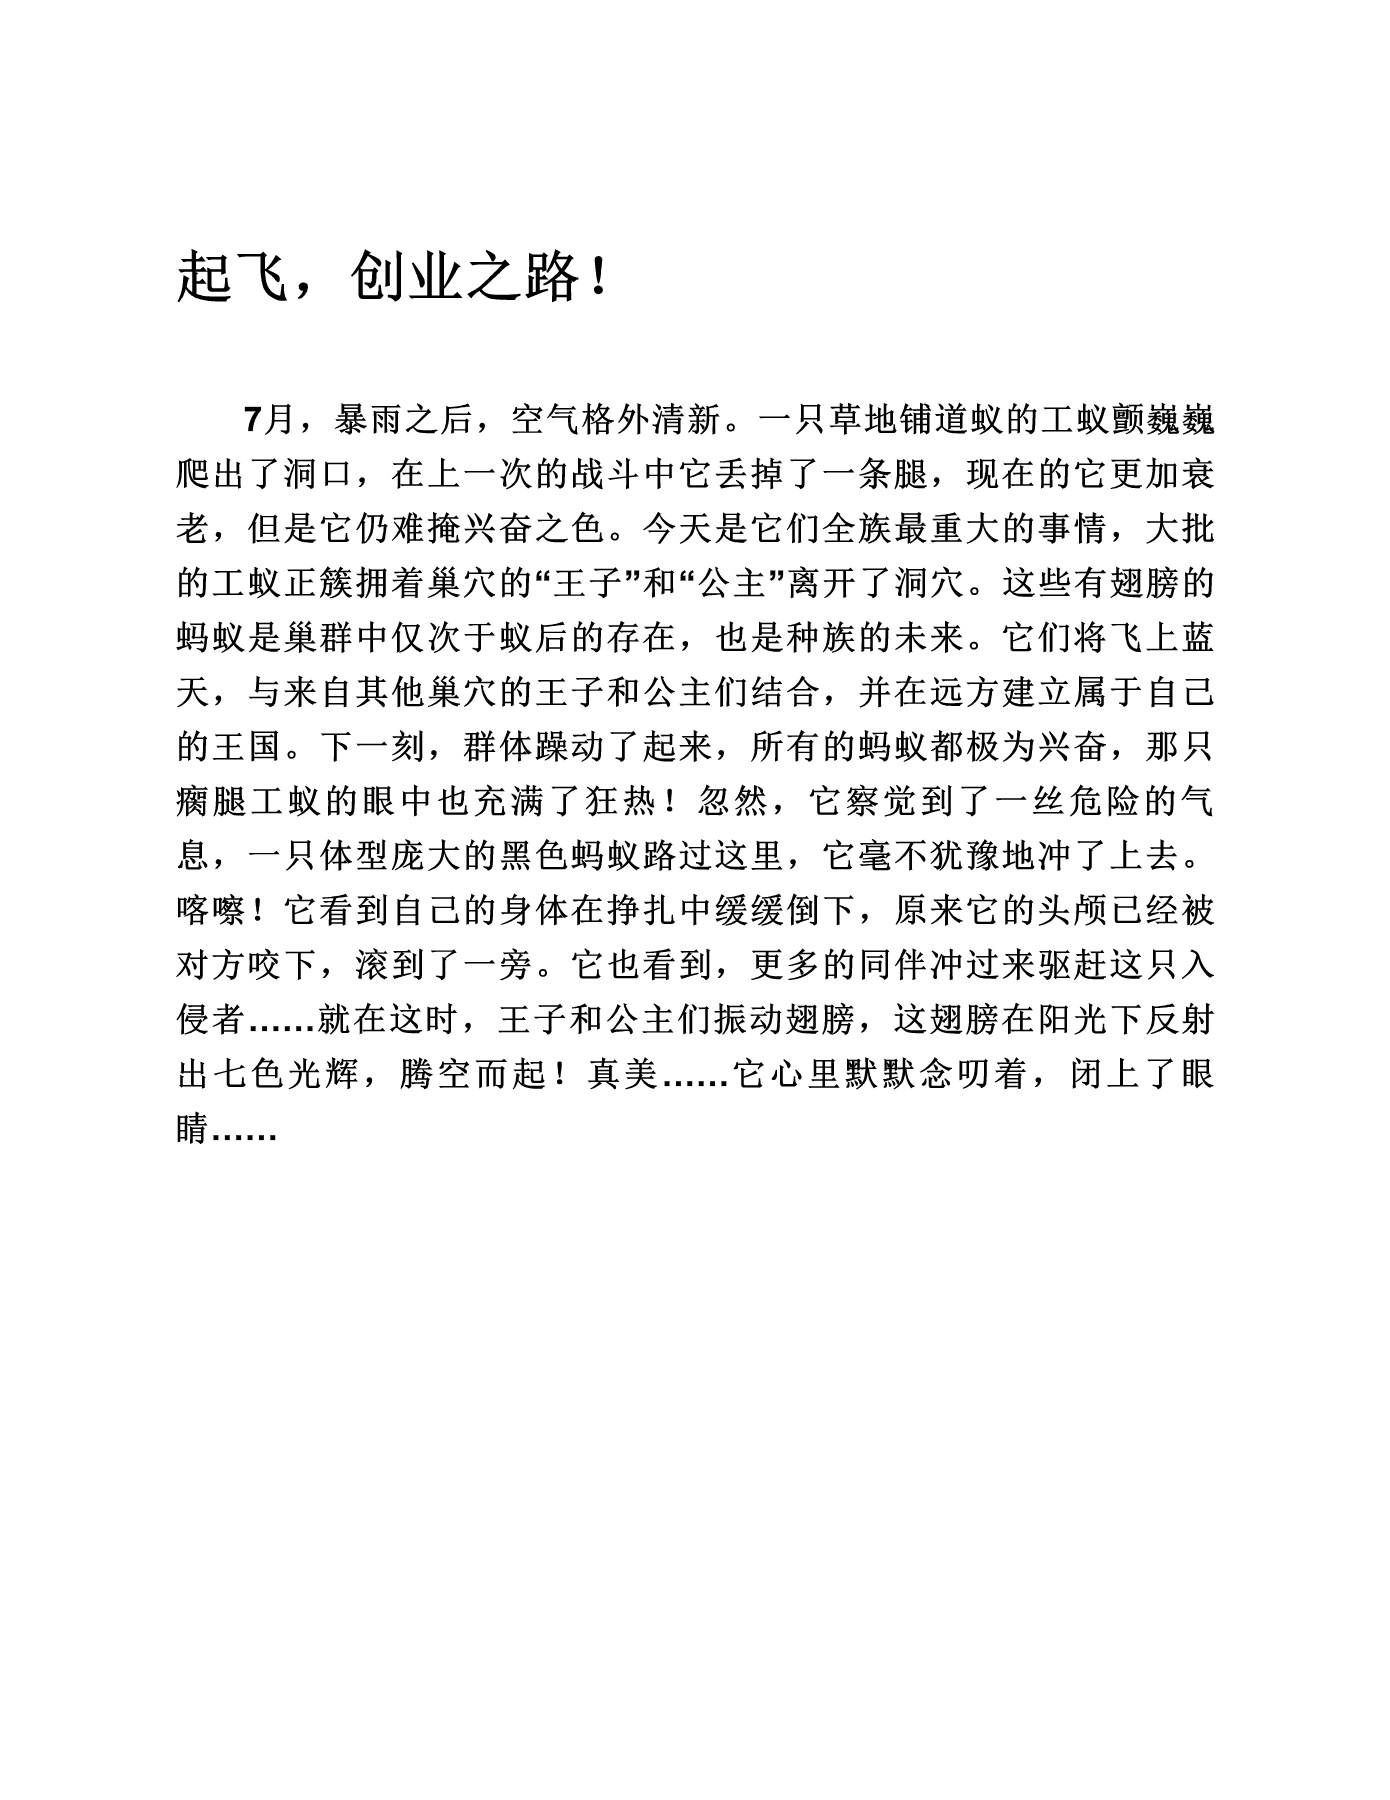 起飞，创业之路！
7月，暴雨之后，空气格外清新。一只草地铺道蚁的工蚁颤巍巍
爬出了洞口，在上一次的战斗中它丢掉了一条腿，现在的它更加衰
老，但是它仍难掩兴奋之色。今天是它们全族最重大的事情，大批
的工蚁正簇拥着巢穴的“王子”和“公主”离开了洞穴。这些有翅膀的
蚂蚁是巢群中仅次于蚁后的存在，也是种族的未来。它们将飞上蓝
天，与来自其他巢穴的王子和公主们结合，并在远方建立属于自己
的王国。下一刻，群体躁动了起来，所有的蚂蚁都极为兴奋，那只
瘸腿工蚁的眼中也充满了狂热！忽然，它察觉到了一丝危险的气
息，一只体型庞大的黑色蚂蚁路过这里，它毫不犹豫地冲了上去。
喀嚓！它看到自己的身体在挣扎中缓缓倒下，原来它的头颅已经被
对方咬下，滚到了一旁。它也看到，更多的同伴冲过来驱赶这只入
侵者……就在这时，王子和公主们振动翅膀，这翅膀在阳光下反射
出七色光辉，腾空而起！真美……它心里默默念叨着，闭上了眼
睛……